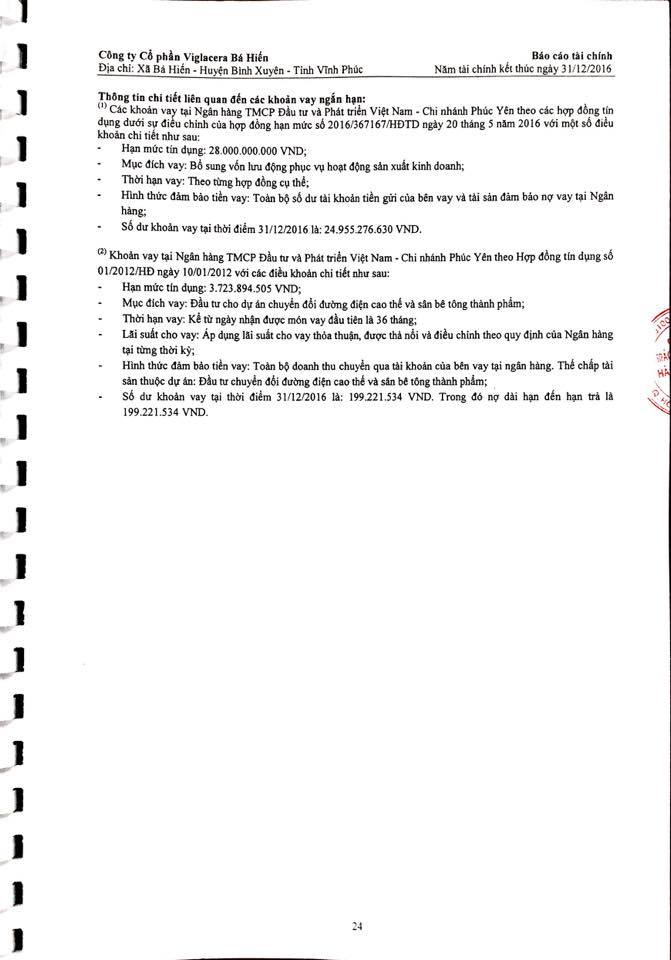 Công ty Cổ phần Viglacera Bá Hiến
Báo cáo tài chính
Địa chỉ: Xã Bá Hiến - Huyện Bình Xuyên - Tỉnh Vĩnh Phúc
Năm tài chính kết thúc ngày 31/12/2016
Thông tin chi tiết liên quan đến các khoản vay ngắn hạn:
(1) Các khoản vay tại Ngân hàng TMCP Đầu tư và Phát triển Việt Nam - Chi nhánh Phúc Yên theo các hợp đồng tín
dụng dưới sự điều chỉnh của hợp đồng hạn mức số 2016/367167/HĐTD ngày 20 tháng 5 năm 2016 với một số điều
khoản chi tiết như sau:
- Hạn mức tín dụng: 28.000.000.000 VND;
- Mục đích vay: Bổ sung vốn lưu động phục vụ hoạt động sản xuất kinh doanh;
- Thời hạn vay: Theo từng hợp đồng cụ thể;
- Hình thức đảm bảo tiền vay: Toàn bộ số dư tài khoản tiền gửi của bên vay và tài sản đảm bảo nợ vay tại Ngân
hàng;
- Số dư khoản vay tại thời điểm 31/12/2016 là: 24.955.276.630 VND.
(2) Khoản vay tại Ngân hàng TMCP Đầu tư và Phát triển Việt Nam - Chi nhánh Phúc Yên theo Hợp đồng tín dụng số
01/2012/HĐ ngày 10/01/2012 với các điều khoản chi tiết như sau:
- Hạn mức tín dụng: 3.723.894.505 VND;
- Mục đích vay: Đầu tư cho dự án chuyển đổi đường điện cao thế và sân bê tông thành phẩm;
- Thời hạn vay: Kể từ ngày nhận được món vay đầu tiên là 36 tháng;
- Lãi suất cho vay: Áp dụng lãi suất cho vay thỏa thuận, được thả nổi và điều chỉnh theo quy định của Ngân hàng
tại từng thời kỳ;
- Hình thức đảm bảo tiền vay: Toàn bộ doanh thu chuyển qua tài khoản của bên vay tại ngân hàng. Thế chấp tài
sản thuộc dự án: Đầu tư chuyển đổi đường điện cao thế và sân bê tông thành phẩm;
- Số dư khoản vay tại thời điểm 31/12/2016 là: 199.221.534 VND. Trong đó nợ dài hạn đến hạn trả là
199.221.534 VND.
24